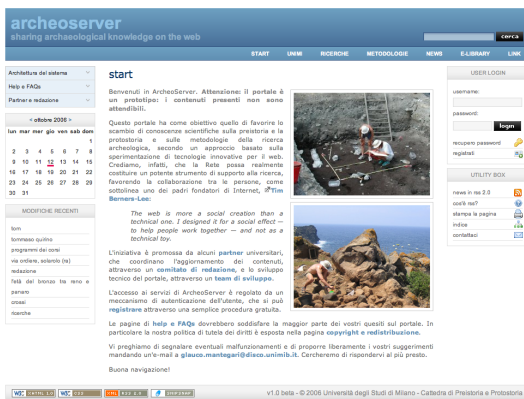 archeoserver
sharing archaeological knowledge on the web
cerca
START UNIMI RICERCHE METODOLOGIE NEWS E-LIBRARY LINK
Architettura del sistema
Help e FAQs
Partner e redazione
« ottobre 2006 »
lun mar mer gio ven sab dom
1
2 3 4 5 6 7 8
9 10 11 12 13 14 15
16 17 18 19 20 21 22
23 24 25 26 27 28 29
30 31
MODIFICHE RECENTI
tom
tommaso quirino
programmi dei corsi
via ordiere, solarolo (ra)
redazione
l'età del bronzo tra reno e
panaro
crosai
ricerche
start
Benvenuti in ArcheoServer. Attenzione: il portale è
un prototipo: i contenuti presenti non sono
attendibili.
Questo portale ha come obiettivo quello di favorire lo
scambio di conoscenze scientifiche sulla preistoria e la
protostoria e sulle metodologie della ricerca
archeologica, secondo un approccio basato sulla
sperimentazione di tecnologie innovative per il web.
Crediamo, infatti, che la Rete possa realmente
costituire un potente strumento di supporto alla ricerca,
favorendo la collaborazione tra le persone, come
sottolinea uno dei padri fondatori di Internet, Tim
Berners-Lee:
The web is more a social creation than a
technical one. I designed it for a social effect —
to help people work together — and not as a
technical toy.
L'iniziativa è promossa da alcuni partner universitari,
che coordinano l'aggiornamento dei contenuti,
attraverso un comitato di redazione, e lo sviluppo
tecnico del portale, attraverso un team di sviluppo.
L'accesso ai servizi di ArcheoServer è regolato da un
meccanismo di autenticazione dell'utente, che si può
registrare attraverso una semplice procedura gratuita.
Le pagine di help e FAQs dovrebbero soddisfare la maggior parte dei vostri quesiti sul portale. In
particolare la nostra politica di tutela dei diritti è esposta nella pagina copyright e redistribuzione.
Vi preghiamo di segnalare eventuali malfunzionamenti e di proporre liberamente i vostri suggerimenti
mandando un'e-mail a glauco.mantegari@disco.unimib.it. Cercheremo di rispondervi al più presto.
Buona navigazione!
USER LOGIN
username:
password:
login
recupero password
registrati
UTILITY BOX
news in rss 2.0
cos'è rss?
stampa la pagina
indice
contattaci
W3C XHTML 1.0 W3C CSS XML RSS 2.0
v1.0 beta - © 2006 Università degli Studi di Milano - Cattedra di Preistoria e Protostoria